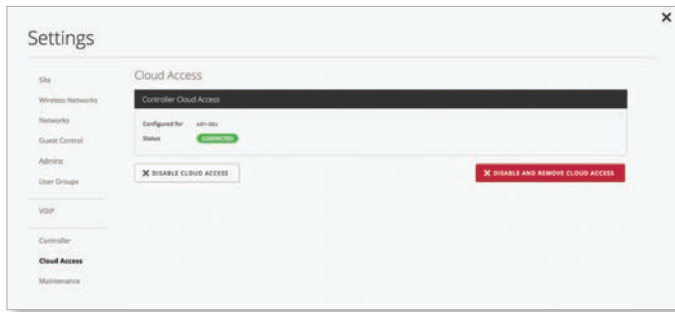 Settings
Site
Wireless Networks
Networks
Guest Control
Admins
User Groups
VOIP
Controller
Cloud Access
Maintenance
Cloud Access
Controller Cloud Access
Configured for
Status CONNECTED
DISABLE CLOUD ACCESS
DISABLE AND REMOVE CLOUD ACCESS